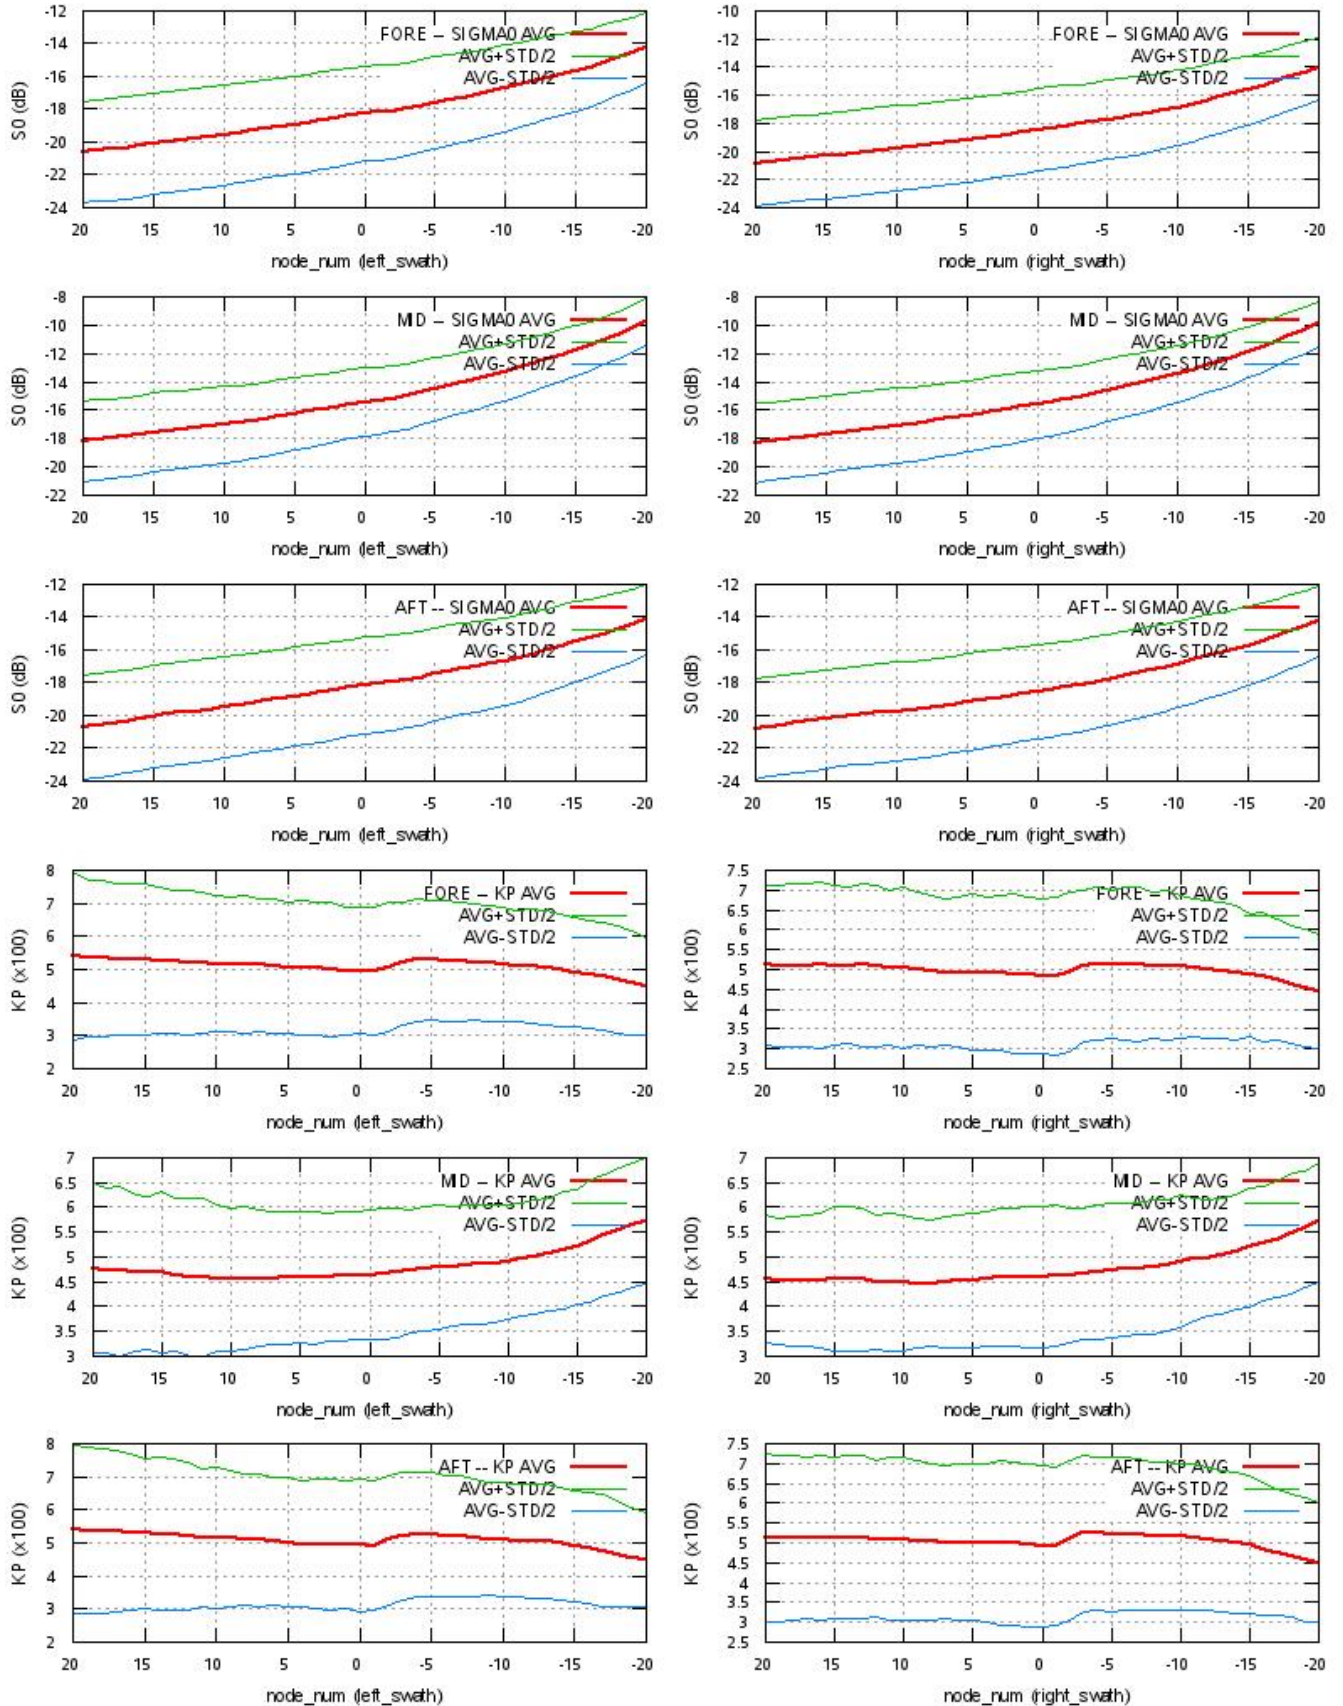 -12
-14
-16
-18
-20
-22
-24
S0 (dB)
FORE -- SIGMA0 AVG
AVG+STD/2
AVG-STD/2
20 15 10 5 0 -5 -10 -15 -20
node_num (left_swath)
-10
-12
-14
-16
-18
-20
-22
-24
S0 (dB)
FORE -- SIGMA0 AVG
AVG+STD/2
AVG-STD/2
20 15 10 5 0 -5 -10 -15 -20
node_num (right_swath)
-8
-10
-12
-14
-16
-18
-20
-22
S0 (dB)
MID -- SIGMA0 AVG
AVG+STD/2
AVG-STD/2
20 15 10 5 0 -5 -10 -15 -20
node_num (left_swath)
-8
-10
-12
-14
-16
-18
-20
-22
S0 (dB)
MID -- SIGMA0 AVG
AVG+STD/2
AVG-STD/2
20 15 10 5 0 -5 -10 -15 -20
node_num (right_swath)
-12
-14
-16
-18
-20
-22
-24
S0 (dB)
AFT -- SIGMA0 AVG
AVG+STD/2
AVG-STD/2
20 15 10 5 0 -5 -10 -15 -20
node_num (left_swath)
-12
-14
-16
-18
-20
-22
-24
S0 (dB)
AFT -- SIGMA0 AVG
AVG+STD/2
AVG-STD/2
20 15 10 5 0 -5 -10 -15 -20
node_num (right_swath)
8
7
6
5
4
3
2
KP (x100)
FORE -- KP AVG
AVG+STD/2
AVG-STD/2
20 15 10 5 0 -5 -10 -15 -20
node_num (left_swath)
7.5
7
6.5
6
5.5
5
4.5
4
3.5
3
2.5
KP (x100)
FORE -- KP AVG
AVG+STD/2
AVG-STD/2
20 15 10 5 0 -5 -10 -15 -20
node_num (right_swath)
7
6.5
6
5.5
5
4.5
4
3.5
3
KP (x100)
MID -- KP AVG
AVG+STD/2
AVG-STD/2
20 15 10 5 0 -5 -10 -15 -20
node_num (left_swath)
7
6.5
6
5.5
5
4.5
4
3.5
3
KP (x100)
MID -- KP AVG
AVG+STD/2
AVG-STD/2
20 15 10 5 0 -5 -10 -15 -20
node_num (right_swath)
8
7
6
5
4
3
2
KP (x100)
AFT -- KP AVG
AVG+STD/2
AVG-STD/2
20 15 10 5 0 -5 -10 -15 -20
node_num (left_swath)
7.5
7
6.5
6
5.5
5
4.5
4
3.5
3
2.5
KP (x100)
AFT -- KP AVG
AVG+STD/2
AVG-STD/2
20 15 10 5 0 -5 -10 -15 -20
node_num (right_swath)